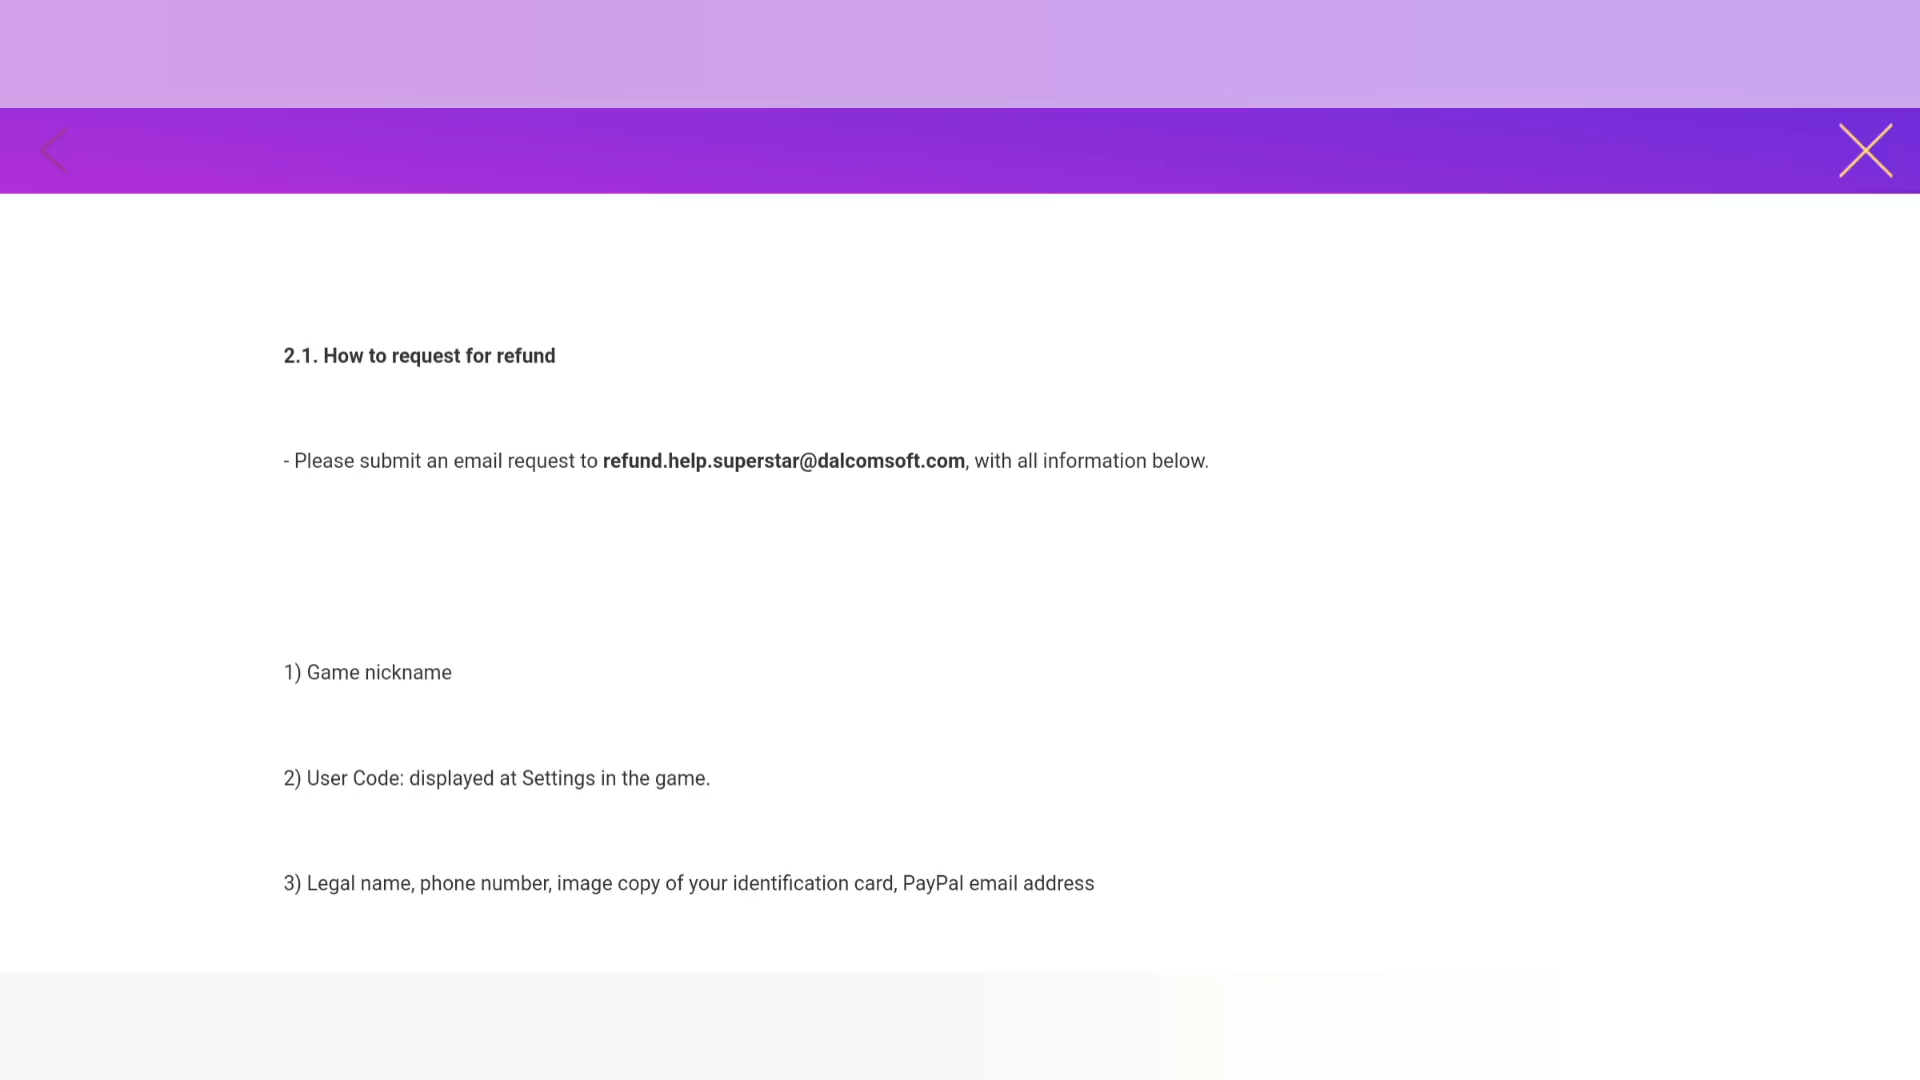 2.1. How to request for refund
- Please submit an email request to refund.help.superstar@dalcomsoft.com, with all information below.
1) Game nickname
2) User Code: displayed at Settings in the game.
3) Legal name, phone number, image copy of your identification card, PayPal email address